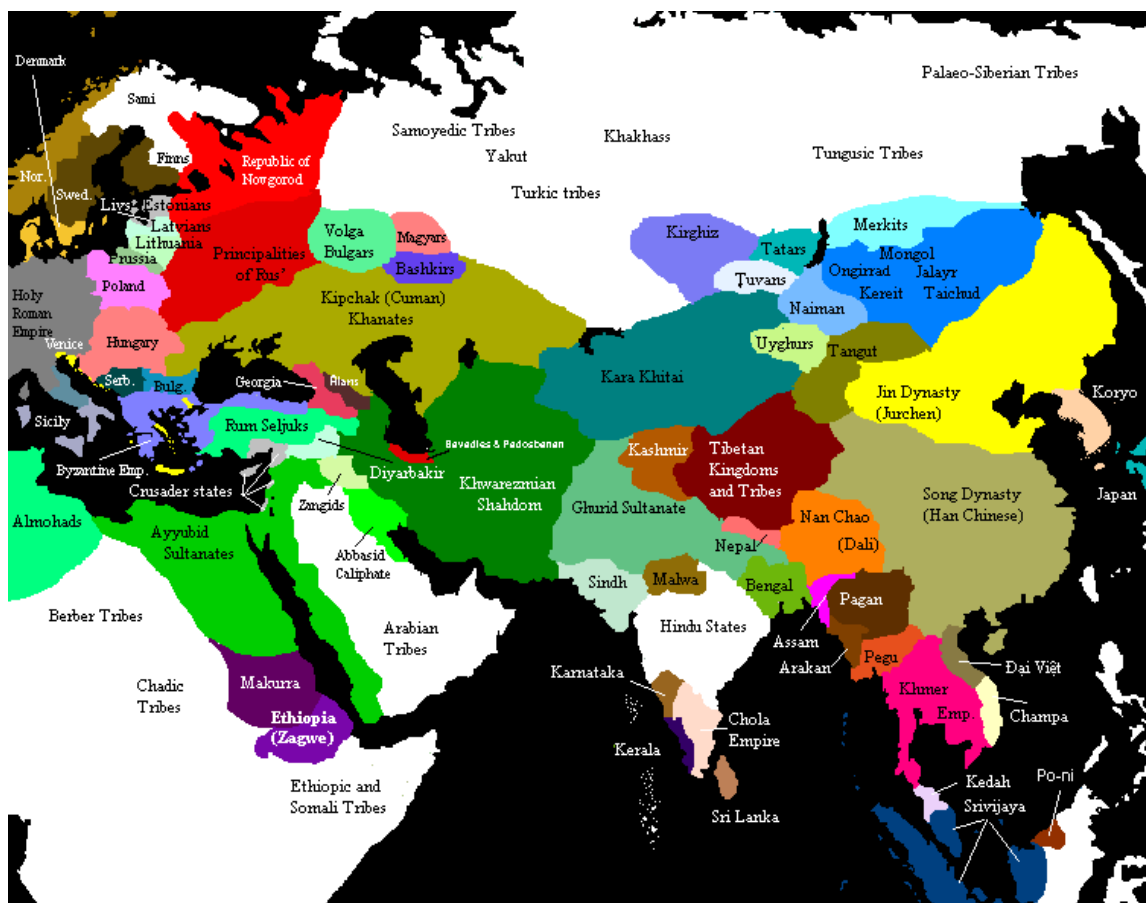 Denmark
Palaeo-Siberian Tribes
Sami
Samoyedic Tribes
Khakhass
Yakut
Tungusic Tribes
Finns
Republic of
Novgorod
Nor.
Swed.
Turkic tribes
Livs
Estonians
Latvians
Lithuania
Prussia
Volga
Bulgars
Magyars
Bashkirs
Kirghiz
Tatars
Merkits
Mongol
Ongirrad
Jalayr
Kereit
Taichud
Tuvans
Principalities
of Rus'
Poland
Holy
Roman
Empire
Kipchak (Cuman)
Khanates
Naiman
Venice
Hungary
Uyghurs
Tangut
Serb.
Bulg.
Georgia
Alans
Kara Khitai
Jin Dynasty
(Jurchen)
Koryo
Sicily
Rum Seljuks
Bavadies & Padosbanan
Kashmir
Tibetan
Kingdoms
and Tribes
Byzantine Emp.
Diyarbakir
Khwarezmian
Shahdom
Japan
Crusader states
Zingids
Ghurid Sultanate
Nan Chao
(Dali)
Song Dynasty
(Han Chinese)
Almohads
Ayyubid
Sultanates
Abbasid
Caliphate
Nepal
Sindh
Malwa
Bengal
Pagan
Berber Tribes
Arabian
Tribes
Hindu States
Assam
Arakan
Pegu
Đại Việt
Makurra
Karnataka
Khmer
Emp.
Chadic
Tribes
Ethiopia
(Zagwe)
Chola
Empire
Champa
Kerala
Ethiopic and
Somali Tribes
Sri Lanka
Kedah
Srivijaya
Po-ni